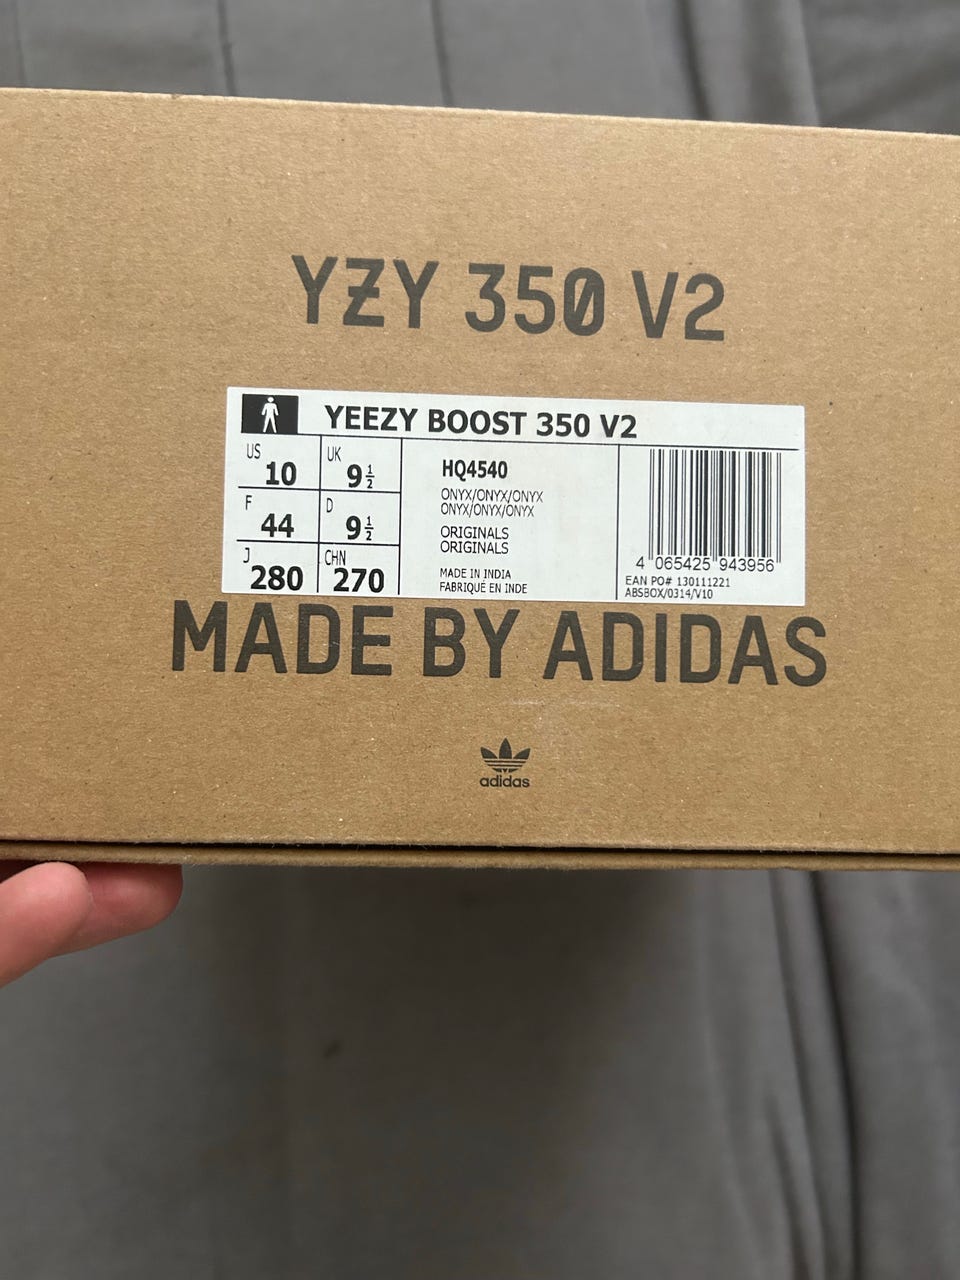 YZY 350 V2
YEEZY BOOST 350 V2
US
10
UK
9 1/2
F
44
D
9 1/2
J
280
CHN
270
HQ4540
ONYX/ONYX/ONYX
ONYX/ONYX/ONYX
ORIGINALS
ORIGINALS
MADE IN INDIA
FABRIQUÉ EN INDE
4 065425 943956
EAN PO# 130111221
ABSBOX/0314/V10
MADE BY ADIDAS
adidas